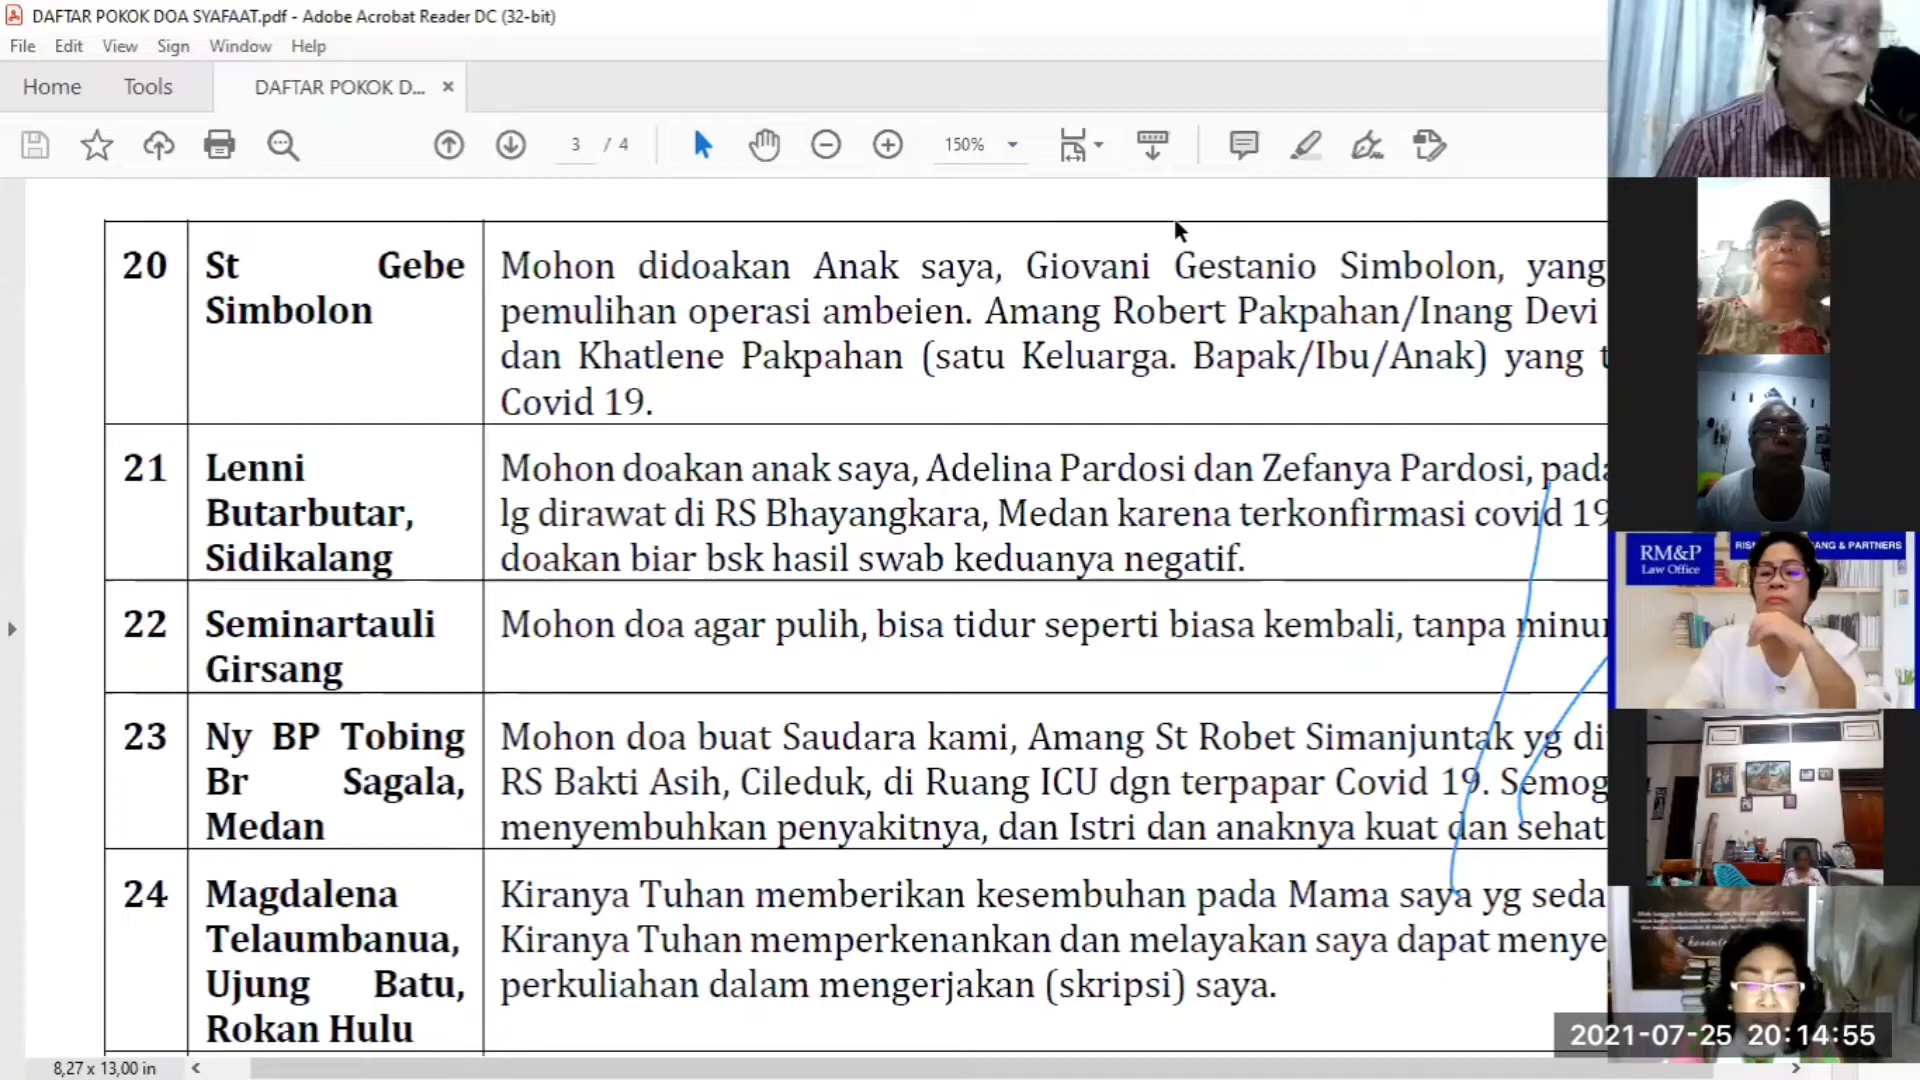 DAFTAR POKOK DOA SYAFAAT.pdf - Adobe Acrobat Reader DC (32-bit)
File Edit View Sign Window Help
Home Tools DAFTAR POKOK D... ×
3 / 4 150%
20 St Gebe Simbolon
Mohon didoakan Anak saya, Giovani Gestanio Simbolon, yang
pemulihan operasi ambeien. Amang Robert Pakpahan/Inang Devi
dan Khatlene Pakpahan (satu Keluarga. Bapak/Ibu/Anak) yang t
Covid 19.
21 Lenni Butarbutar, Sidikalang
Mohon doakan anak saya, Adelina Pardosi dan Zefanya Pardosi, pada
lg dirawat di RS Bhayangkara, Medan karena terkonfirmasi covid 19
doakan biar bsk hasil swab keduanya negatif.
22 Seminartauli Girsang
Mohon doa agar pulih, bisa tidur seperti biasa kembali, tanpa minum
23 Ny BP Tobing Br Sagala, Medan
Mohon doa buat Saudara kami, Amang St Robet Simanjuntak yg di
RS Bakti Asih, Cileduk, di Ruang ICU dgn terpapar Covid 19. Semog
menyembuhkan penyakitnya, dan Istri dan anaknya kuat dan sehat
24 Magdalena Telaumbanua, Ujung Batu, Rokan Hulu
Kiranya Tuhan memberikan kesembuhan pada Mama saya yg seda
Kiranya Tuhan memperkenankan dan melayakan saya dapat menye
perkuliahan dalam mengerjakan (skripsi) saya.
8,27 x 13,00 in
RM&P
Law Office
ANG & PARTNERS
2021-07-25 20:14:55